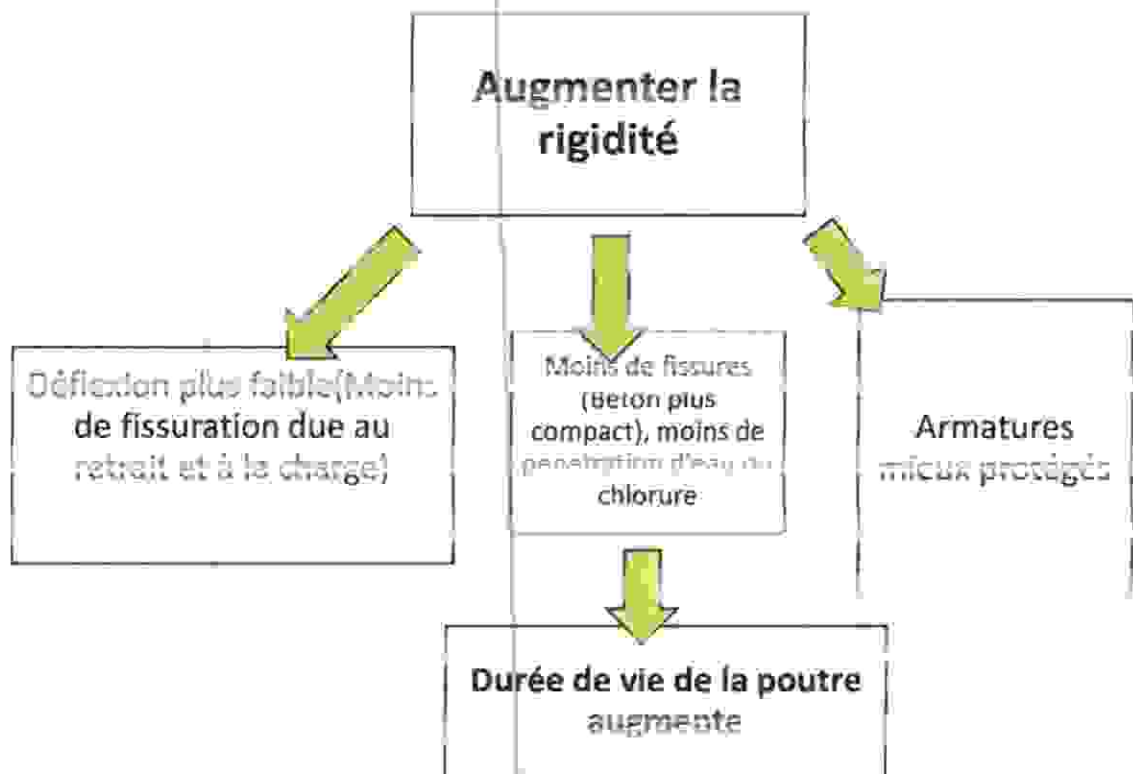 Augmenter la
rigidité
Déflexion plus faible(Moins
de fissuration due au
retrait et à la charge)
Moins de fissures
(Béton plus
compact), moins de
pénétration d'eau ou
chlorure
Armatures
mieux protégés
Durée de vie de la poutre
augmente